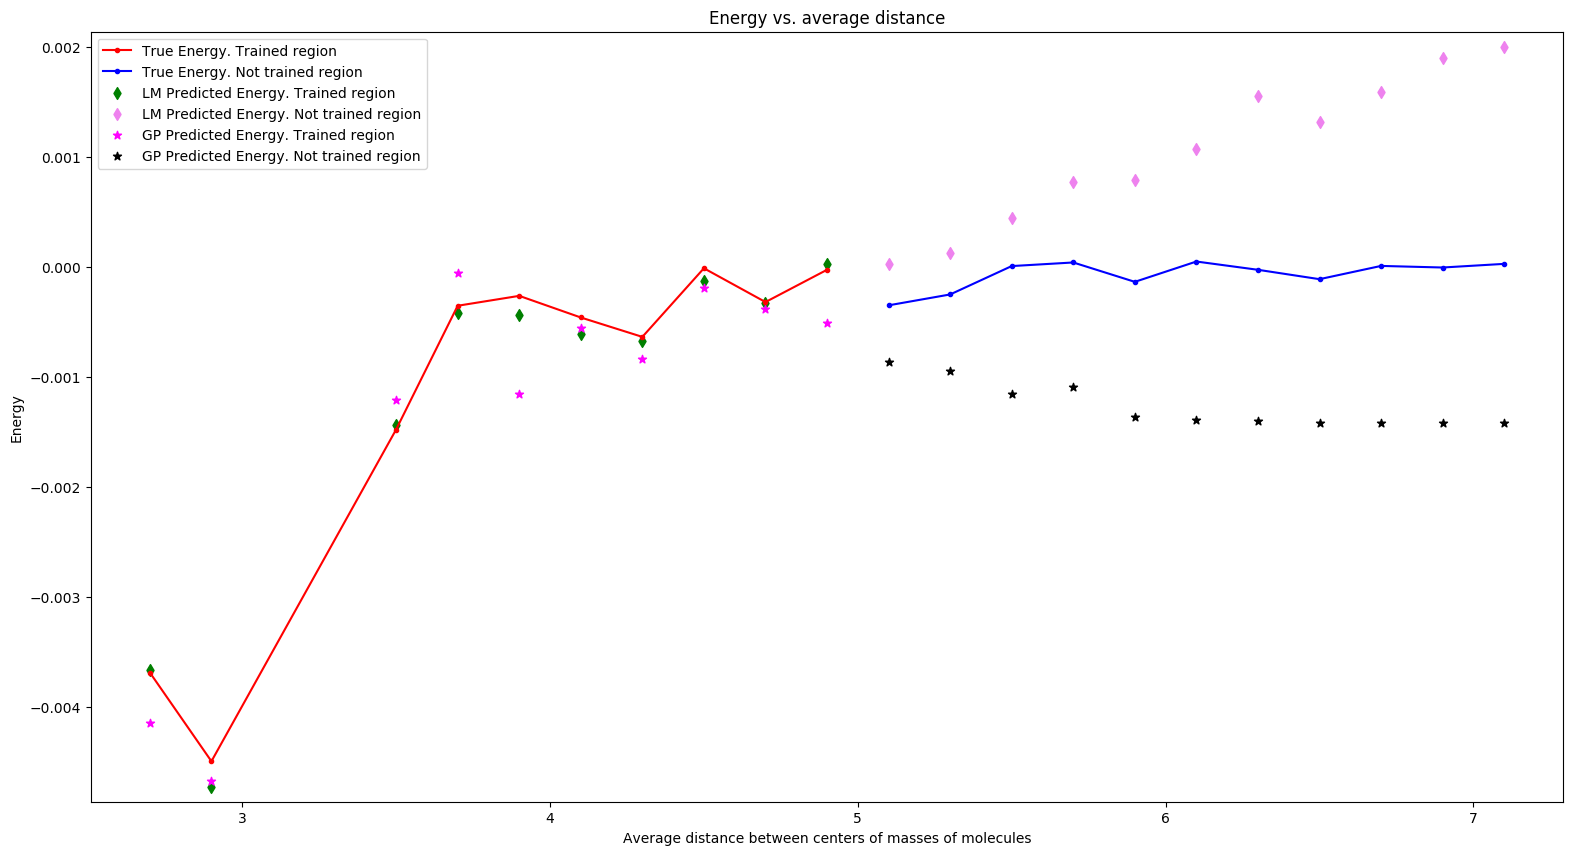 Energy vs. average distance
True Energy. Trained region
True Energy. Not trained region
LM Predicted Energy. Trained region
LM Predicted Energy. Not trained region
GP Predicted Energy. Trained region
GP Predicted Energy. Not trained region
0.002
0.001
0.000
−0.001
−0.002
−0.003
−0.004
Energy
3 4 5 6 7
Average distance between centers of masses of molecules